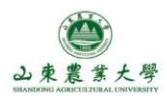 山東農業大學
SHANDONG AGRICULTURAL UNIVERSITY